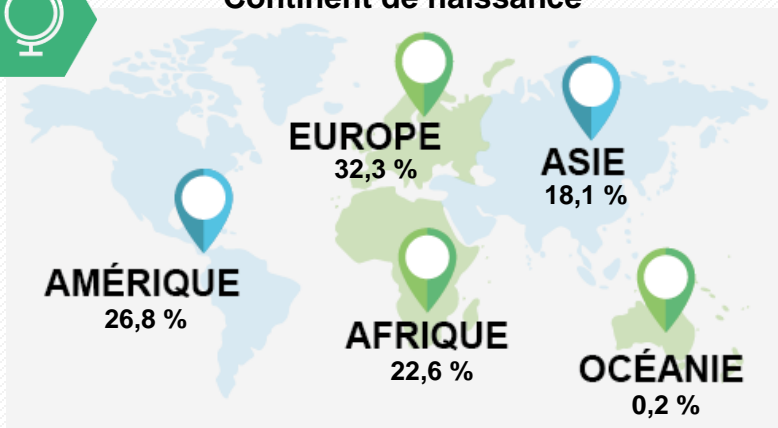 Continent de naissance
EUROPE
32,3 %
ASIE
18,1 %
AMÉRIQUE
26,8 %
AFRIQUE
22,6 %
OCÉANIE
0,2 %